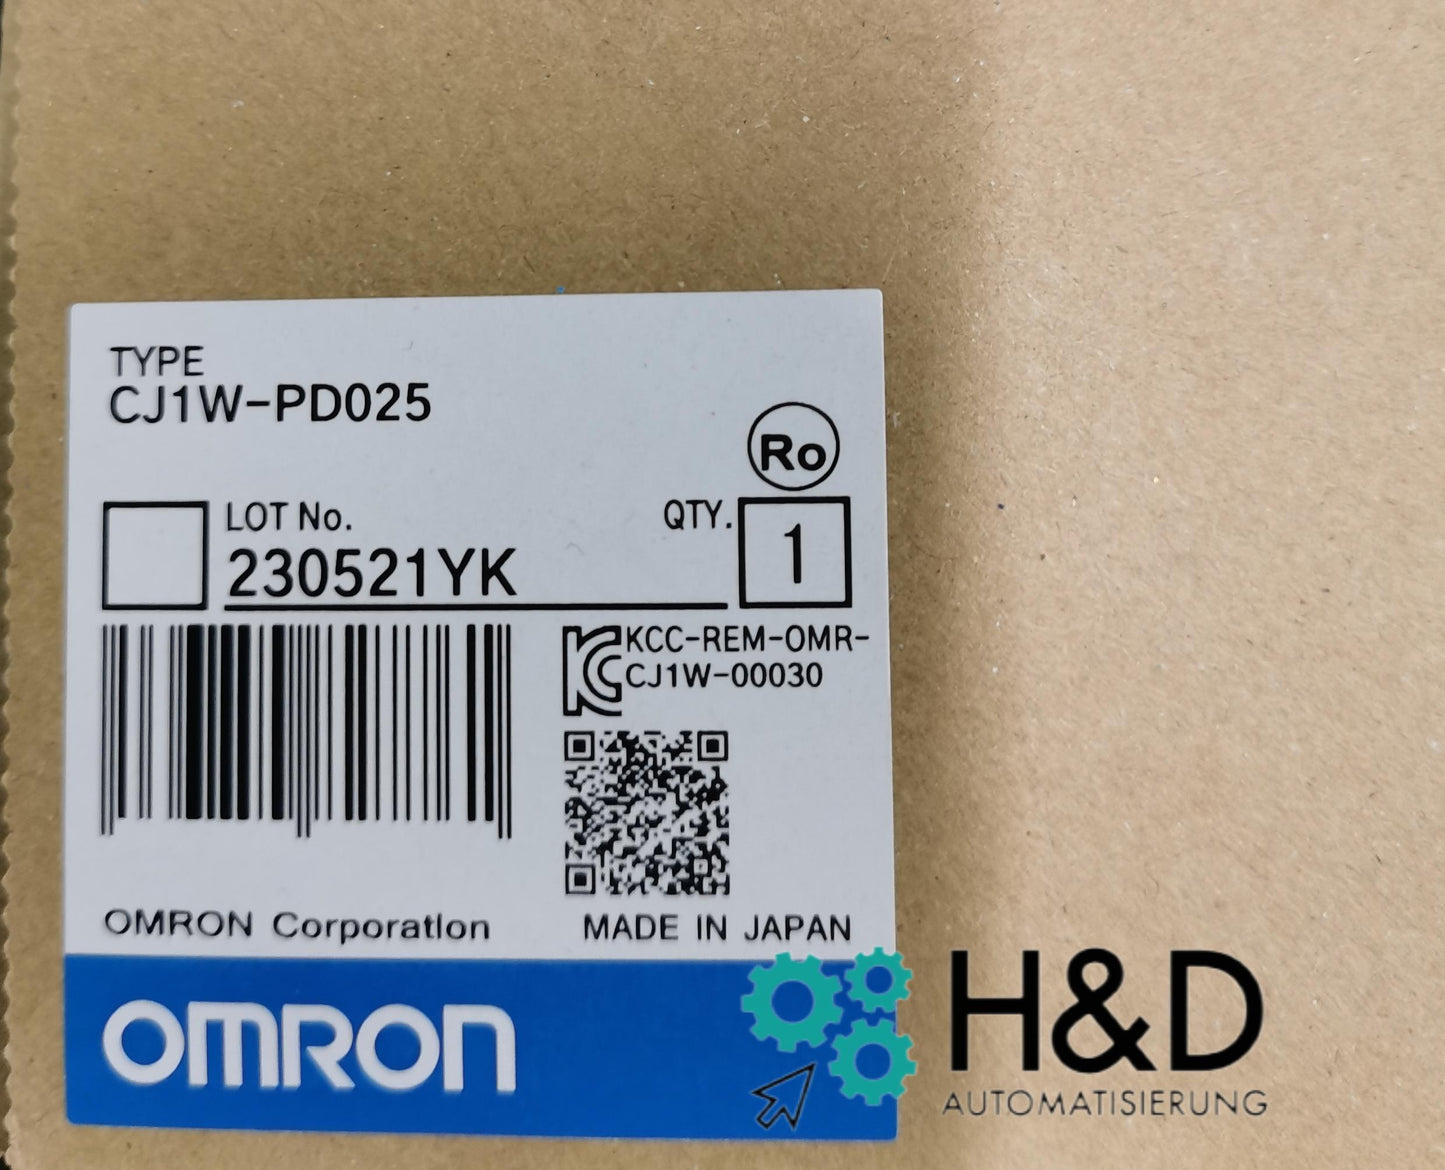 TYPE
CJ1W-PD025
Ro
LOT No.
230521YK
QTY.
1
KCC-REM-OMR-
CJ1W-00030
OMRON Corporation
MADE IN JAPAN
OMRON
H&D
AUTOMATISIERUNG